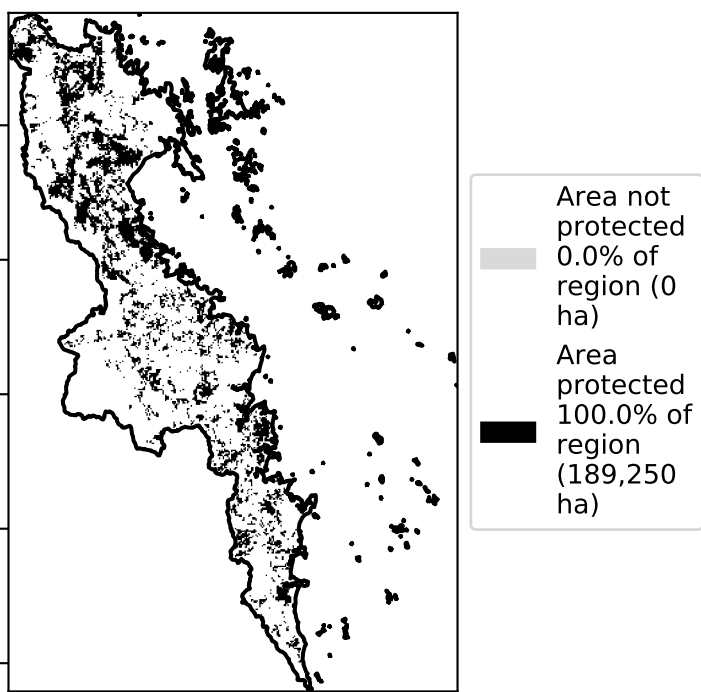 Area not
protected
0.0% of
region (0
ha)
Area
protected
100.0% of
region
(189,250
ha)